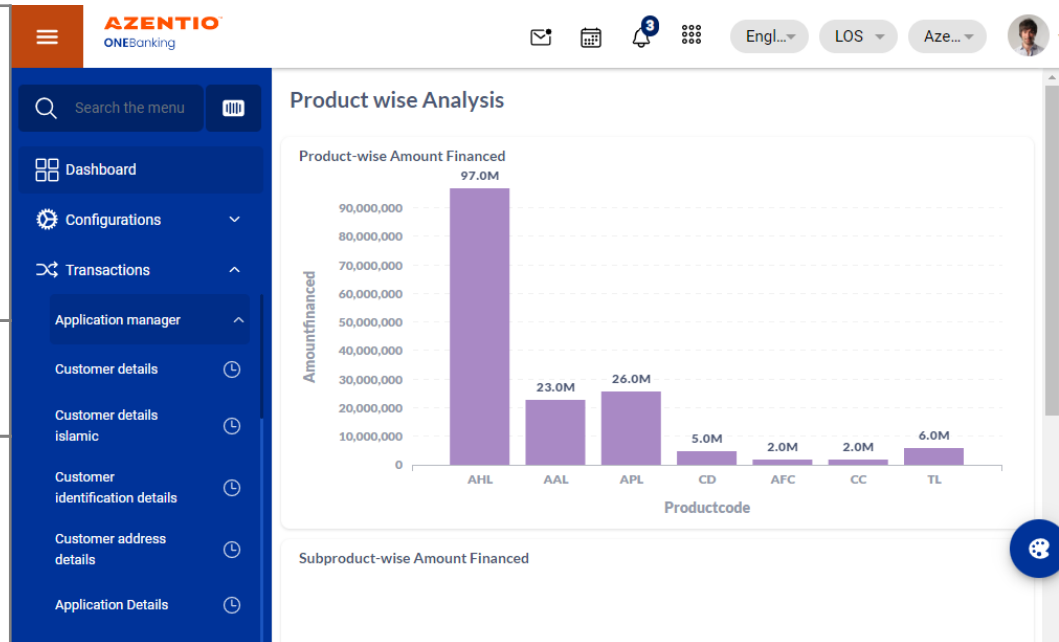 AZENTIO
ONEBanking
3
Engl...
LOS
Aze...
Search the menu
Dashboard
Configurations
Transactions
Application manager
Customer details
Customer details
islamic
Customer
identification details
Customer address
details
Application Details
Product wise Analysis
Product-wise Amount Financed
97.0M
90,000,000
80,000,000
70,000,000
60,000,000
50,000,000
40,000,000
30,000,000
20,000,000
10,000,000
0
Amountfinanced
23.0M
26.0M
5.0M
2.0M
2.0M
6.0M
AHL
AAL
APL
CD
AFC
CC
TL
Productcode
Subproduct-wise Amount Financed